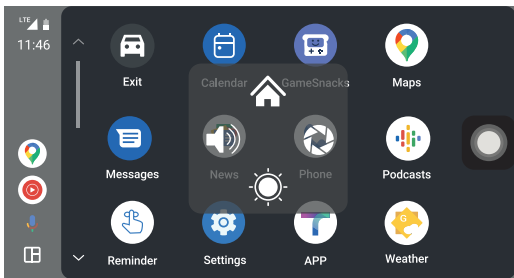 LTE
11:46
Exit
Calendar
GameSnacks
Maps
Messages
News
Phone
Podcasts
Reminder
Settings
APP
Weather